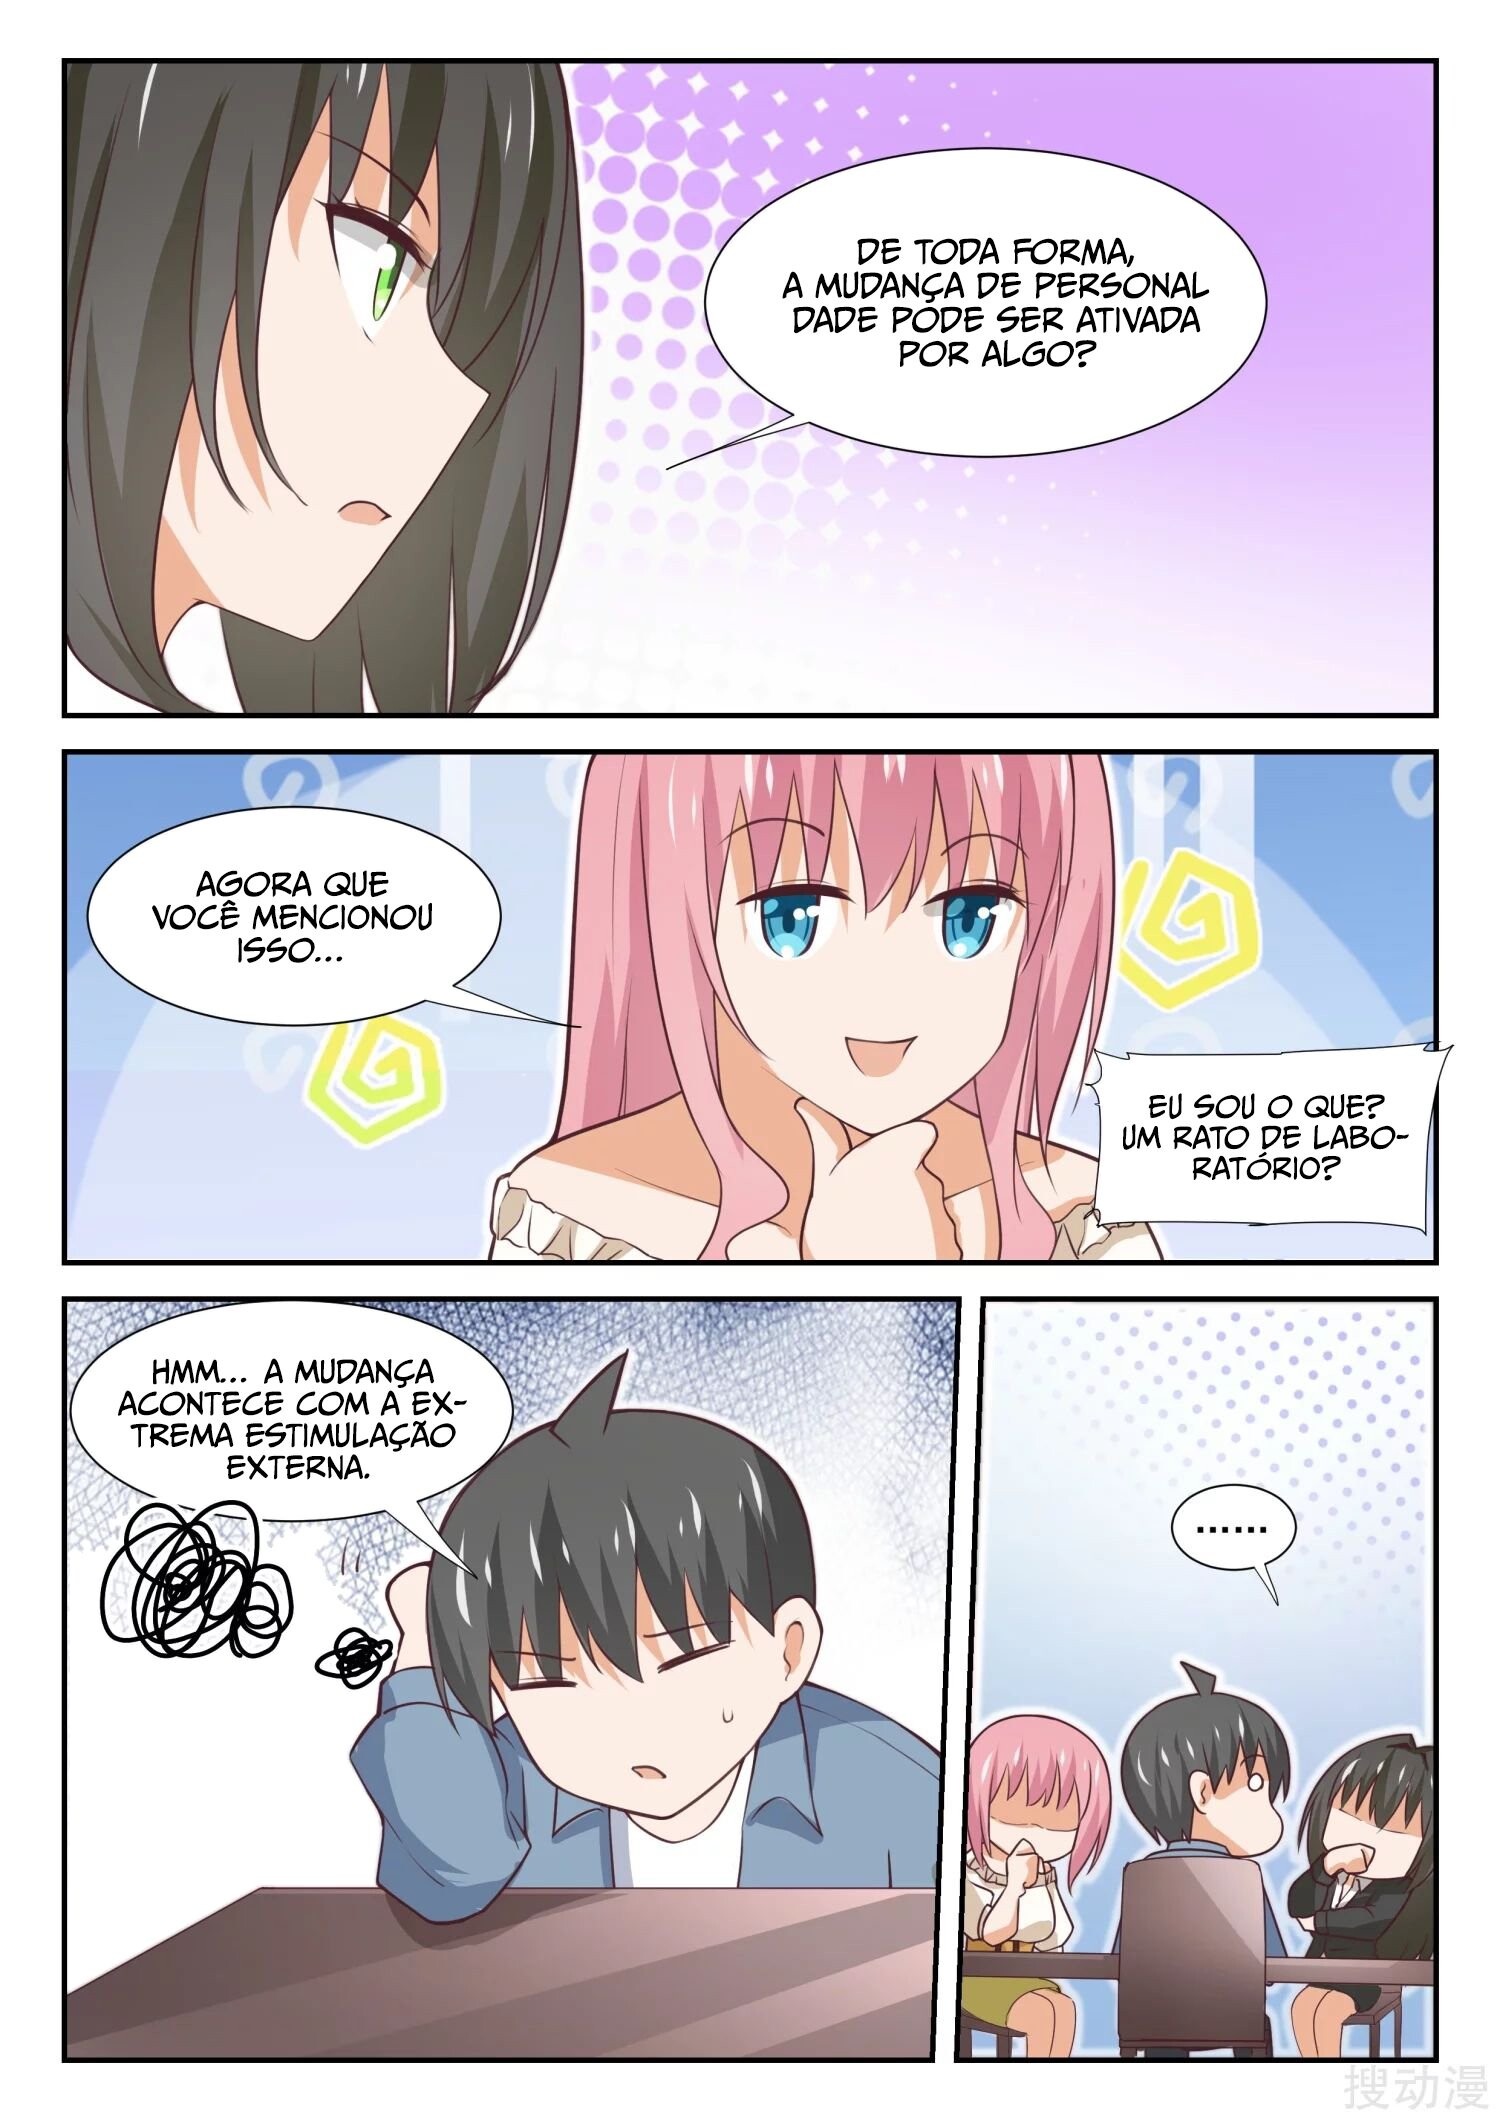 DE TODA FORMA,
A MUDANÇA DE PERSONAL
DADE PODE SER ATIVADA
POR ALGO?
AGORA QUE
VOCÊ MENCIONOU
ISSO...
EU SOU O QUE?
UM RATO DE LABO-
RATÓRIO?
HMM... A MUDANÇA
ACONTECE COM A EX-
TREMA ESTIMULAÇÃO
EXTERNA.
......
搜动漫